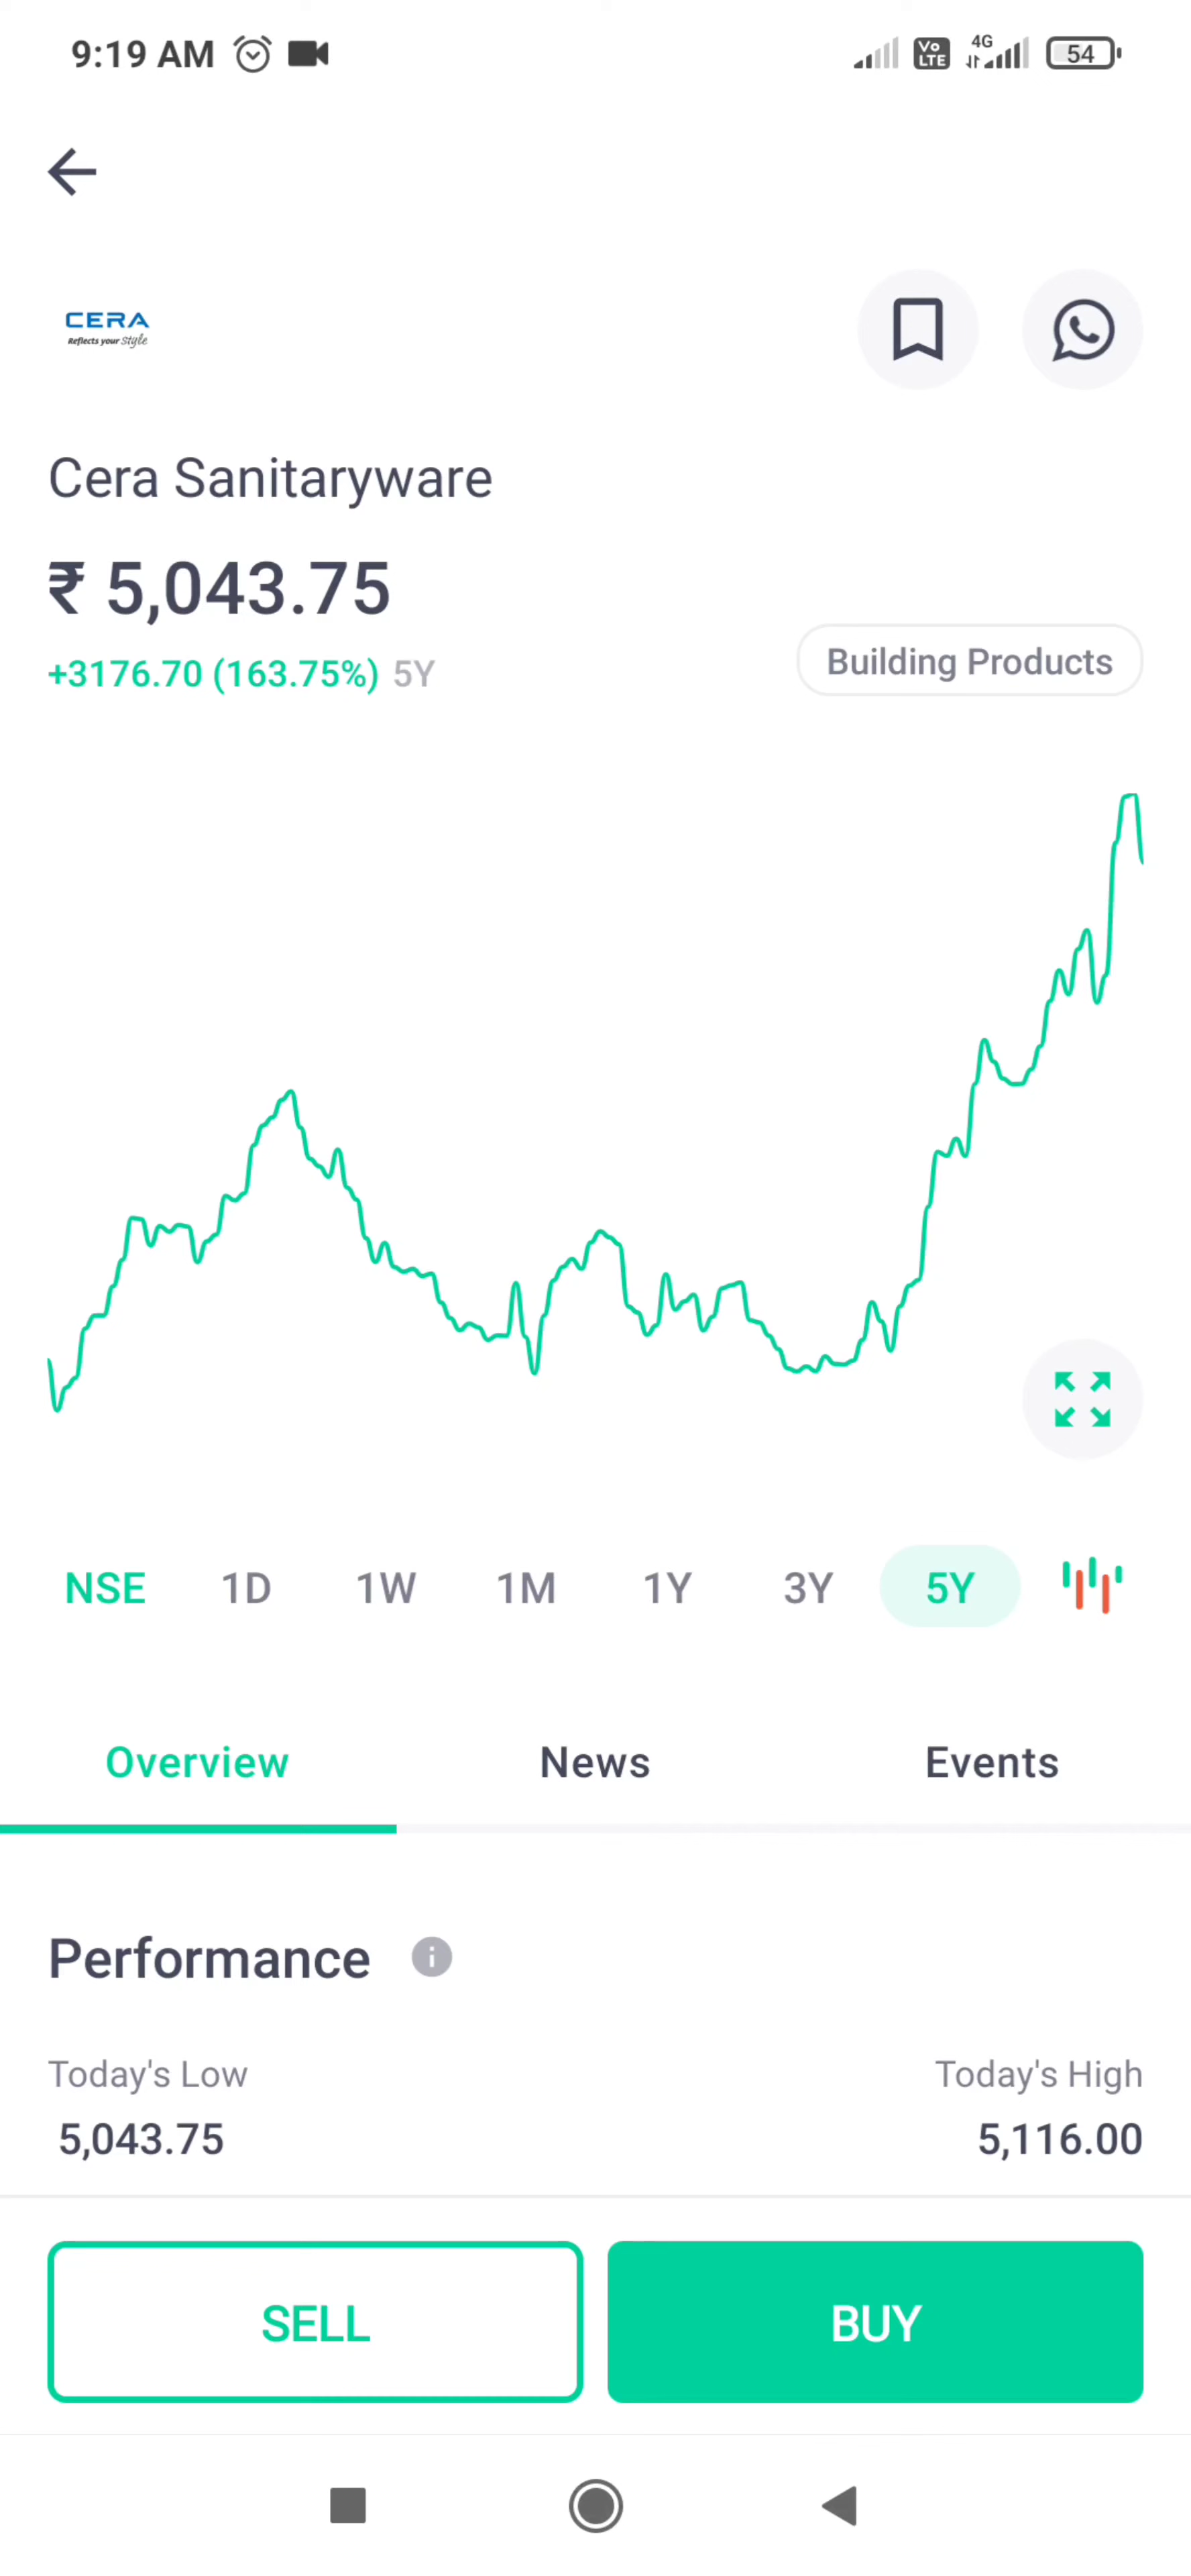 9:19 AM
Vo LTE 4G 54
CERA
Reflects your Style
Cera Sanitaryware
₹ 5,043.75
+3176.70 (163.75%) 5Y
Building Products
NSE 1D 1W 1M 1Y 3Y 5Y
Overview News Events
Performance
Today's Low Today's High
5,043.75 5,116.00
SELL BUY